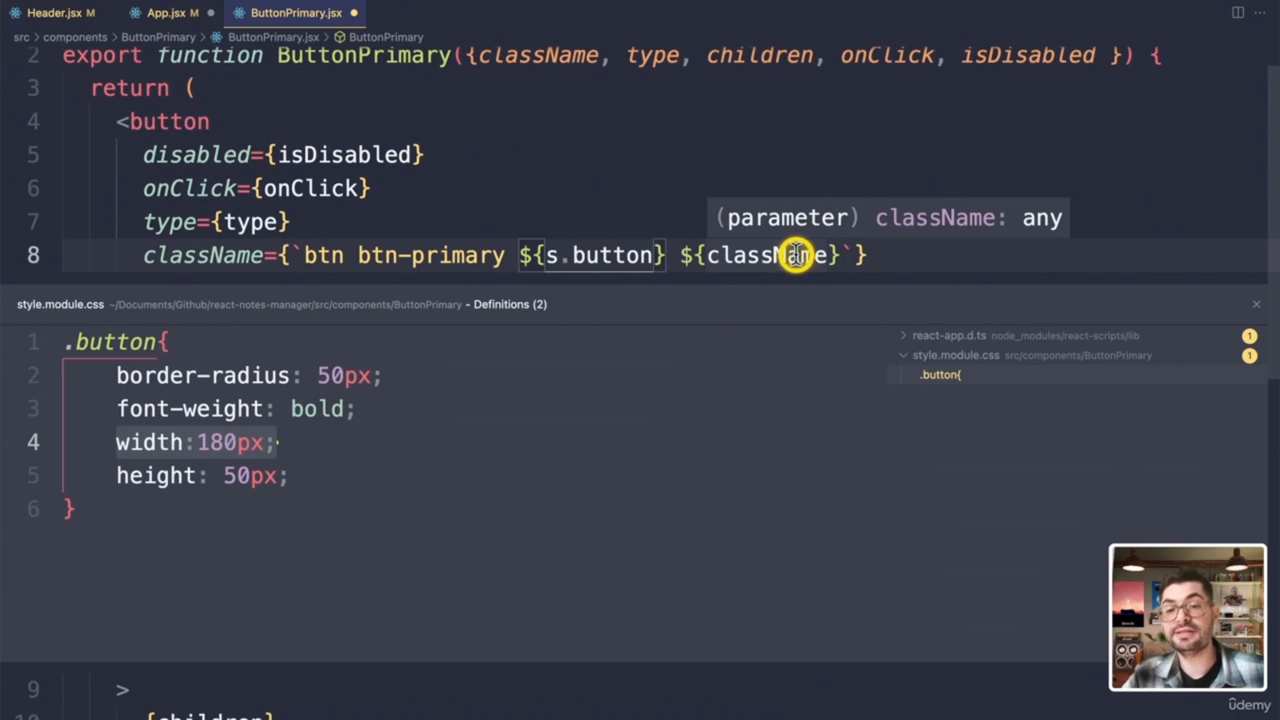 Header.jsx M App.jsx M ButtonPrimary.jsx
src > components > ButtonPrimary > ButtonPrimary.jsx > ButtonPrimary
2 export function ButtonPrimary({className, type, children, onClick, isDisabled }) {
3 return (
4 <button
5 disabled={isDisabled}
6 onClick={onClick}
7 type={type}
(parameter) className: any
8 className={`btn btn-primary ${s.button} ${className}`}
style.module.css ~/Documents/Github/react-notes-manager/src/components/ButtonPrimary - Definitions (2)
1 .button{
2 border-radius: 50px;
3 font-weight: bold;
4 width:180px;
5 height: 50px;
6 }
react-app.d.ts node_modules/react-scripts/lib 1
style.module.css src/components/ButtonPrimary 1
.button{
9 >
10 {children}
ûdemy